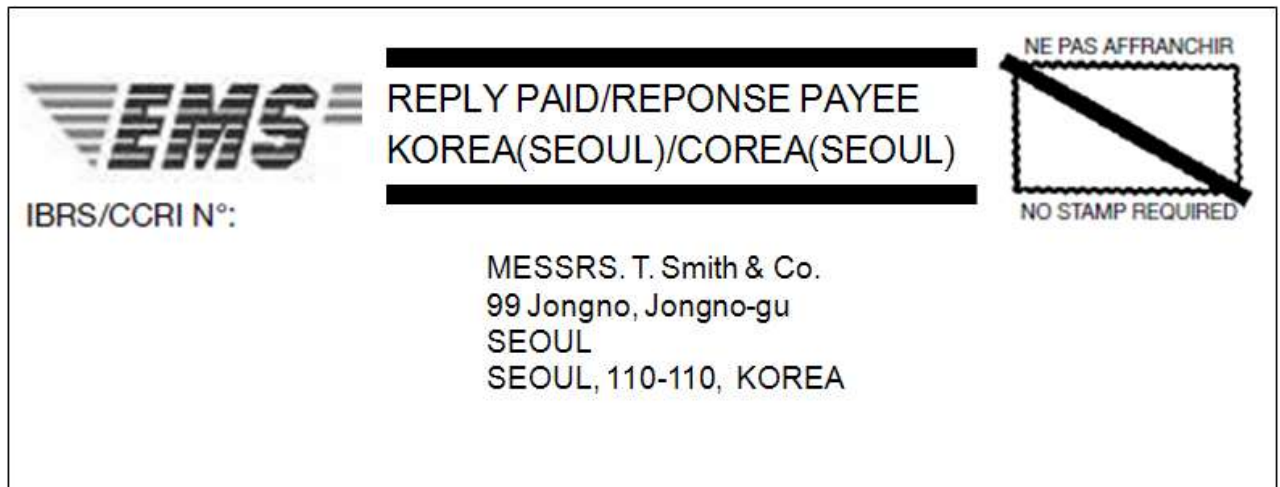 EMS
IBRS/CCRI N°:
REPLY PAID/REPONSE PAYEE
KOREA(SEOUL)/COREA(SEOUL)
NE PAS AFFRANCHIR
NO STAMP REQUIRED
MESSRS. T. Smith & Co.
99 Jongno, Jongno-gu
SEOUL
SEOUL, 110-110, KOREA